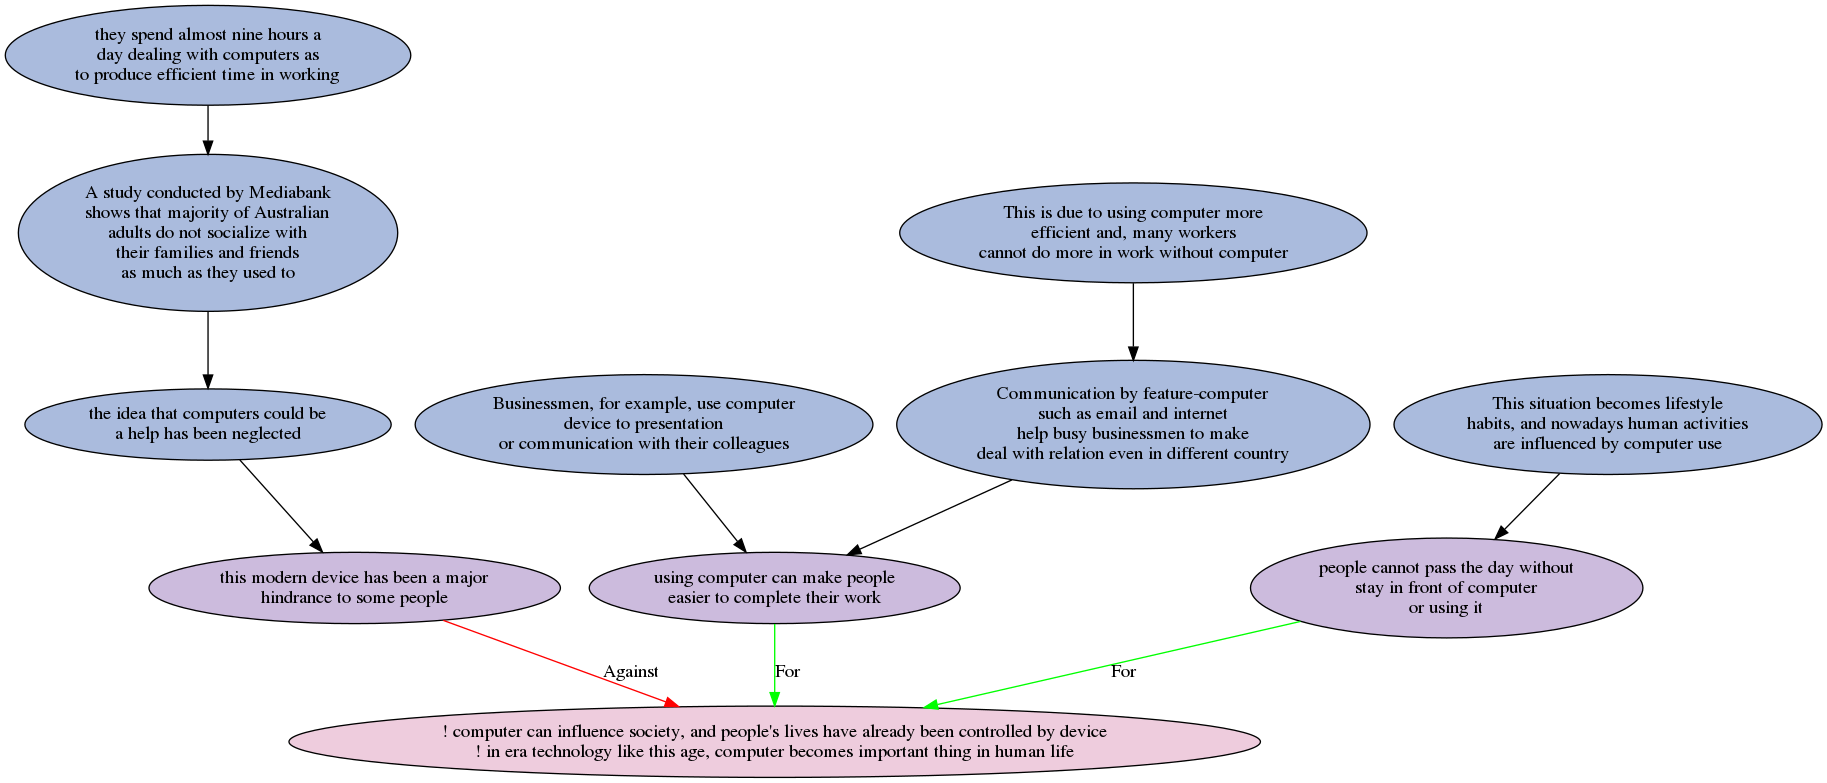 they spend almost nine hours a
day dealing with computers as
to produce efficient time in working
A study conducted by Mediabank
shows that majority of Australian
adults do not socialize with
their families and friends
as much as they used to
This is due to using computer more
efficient and, many workers
cannot do more in work without computer
the idea that computers could be
a help has been neglected
Businessmen, for example, use computer
device to presentation
or communication with their colleagues
Communication by feature-computer
such as email and internet
help busy businessmen to make
deal with relation even in different country
This situation becomes lifestyle
habits, and nowadays human activities
are influenced by computer use
this modern device has been a major
hindrance to some people
using computer can make people
easier to complete their work
people cannot pass the day without
stay in front of computer
or using it
Against
For
For
! computer can influence society, and people's lives have already been controlled by device
! in era technology like this age, computer becomes important thing in human life